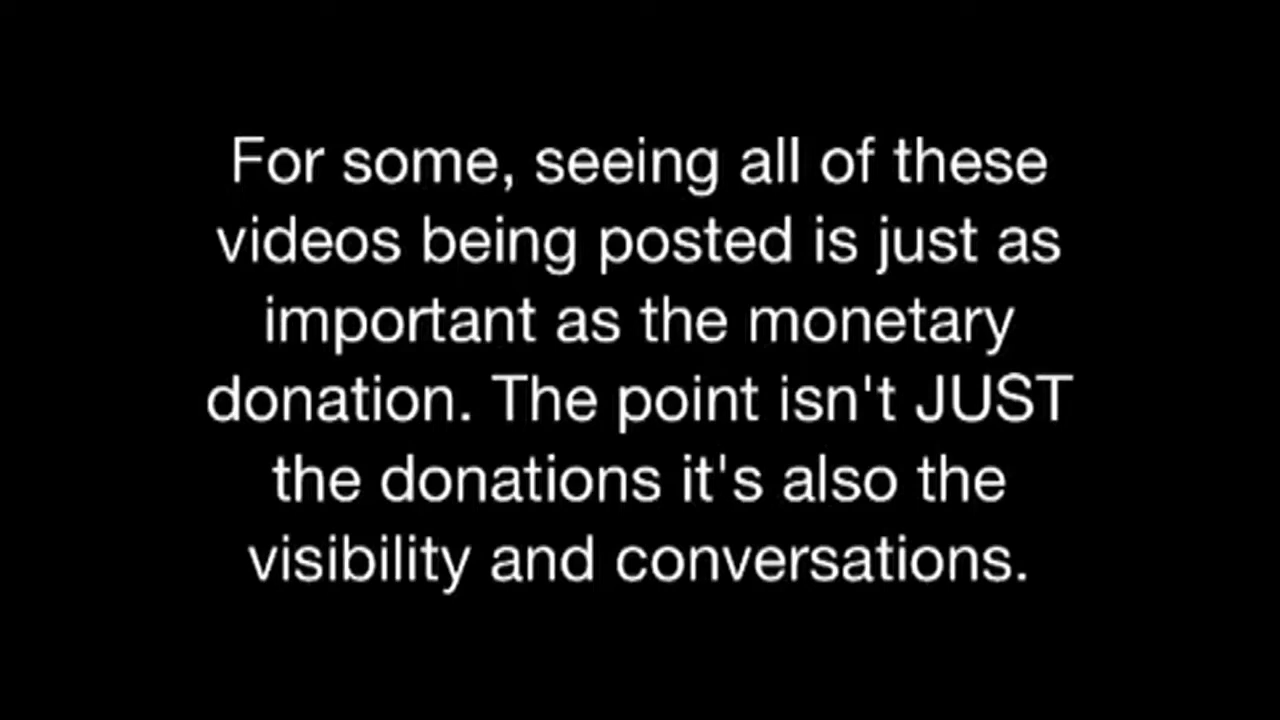 For some, seeing all of these
videos being posted is just as
important as the monetary
donation. The point isn't JUST
the donations it's also the
visibility and conversations.